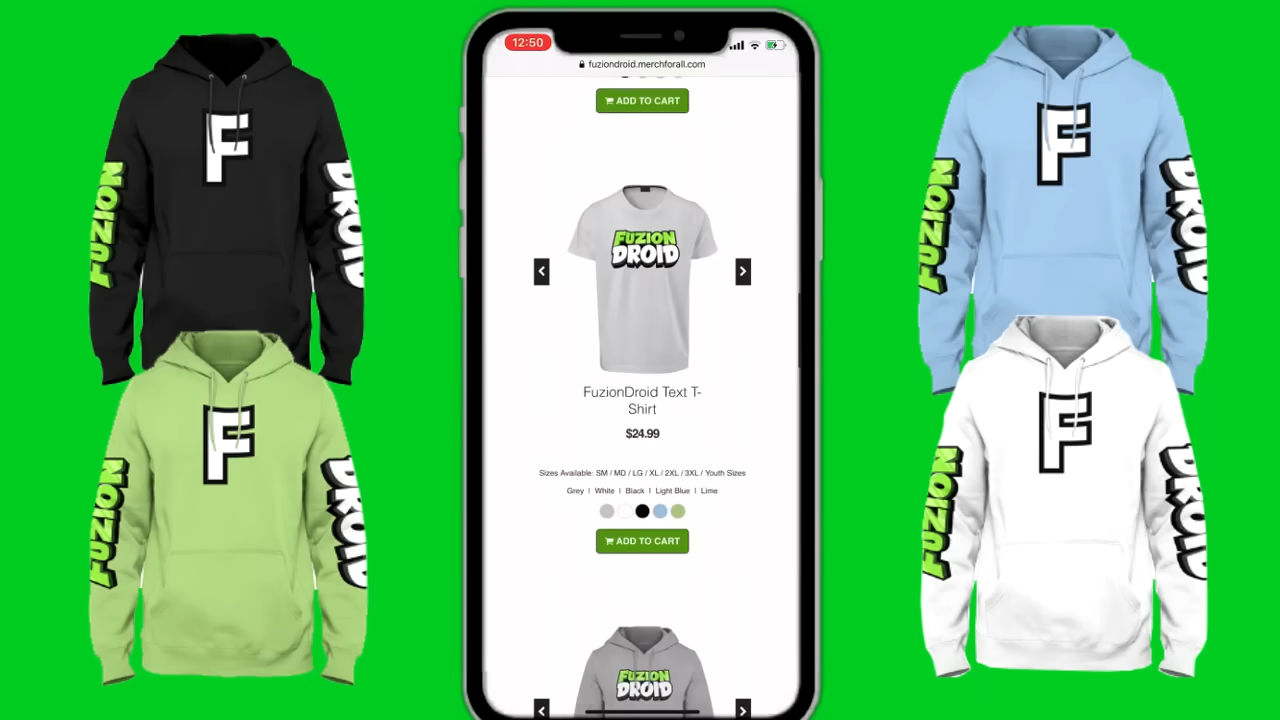 F
FUZION
DROID
F
FUZION
DROID
12:50
fuziondroid.merchforall.com
ADD TO CART
FUZION
DROID
FuzionDroid Text T-
Shirt
$24.99
Sizes Available: SM / MD / LG / XL / 2XL / 3XL / Youth Sizes
Grey | White | Black | Light Blue | Lime
ADD TO CART
FUZION
DROID
F
FUZION
DROID
F
FUZION
DROID